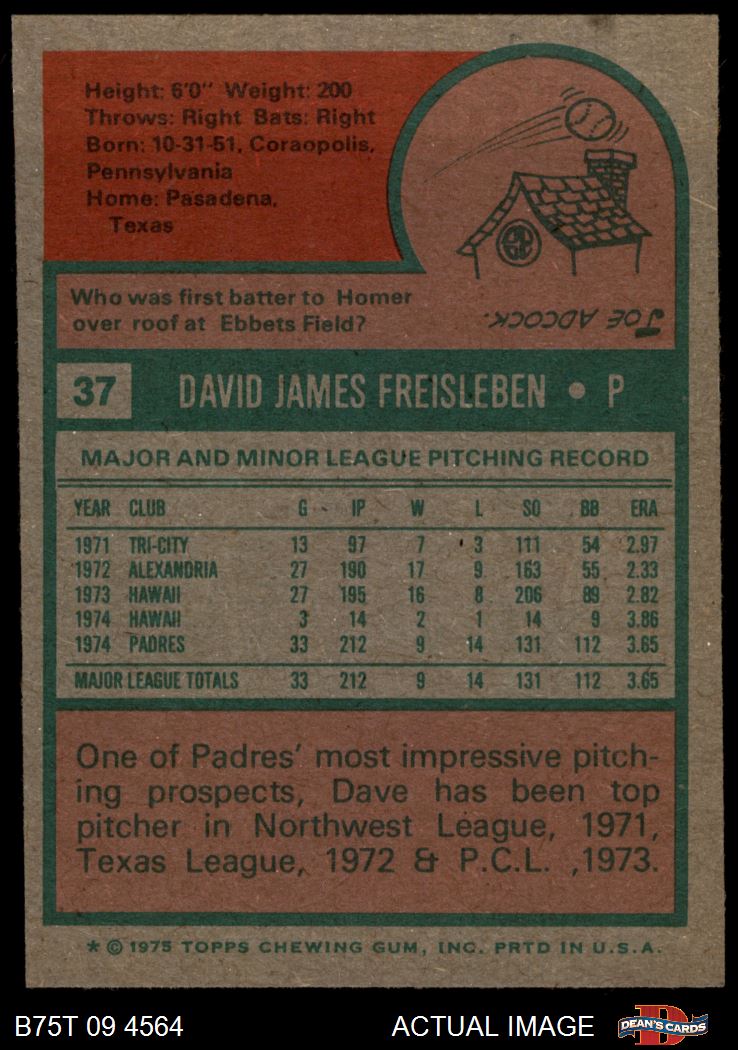 Height: 6'0" Weight: 200
Throws: Right Bats: Right
Born: 10-31-51, Coraopolis,
Pennsylvania
Home: Pasadena,
Texas
Who was first batter to Homer
over roof at Ebbets Field?
JOE ADCOCK.
37 DAVID JAMES FREISLEBEN • P
MAJOR AND MINOR LEAGUE PITCHING RECORD
YEAR CLUB G IP W L SO BB ERA
1971 TRI-CITY 13 97 7 3 111 54 2.97
1972 ALEXANDRIA 27 190 17 9 163 55 2.33
1973 HAWAII 27 195 16 8 206 89 2.82
1974 HAWAII 3 14 2 1 14 9 3.86
1974 PADRES 33 212 9 14 131 112 3.65
MAJOR LEAGUE TOTALS 33 212 9 14 131 112 3.65
One of Padres' most impressive pitch-
ing prospects, Dave has been top
pitcher in Northwest League, 1971,
Texas League, 1972 & P.C.L. ,1973.
* © 1975 TOPPS CHEWING GUM, INC. PRTD IN U.S.A.
B75T 09 4564 ACTUAL IMAGE DEAN'S CARDS